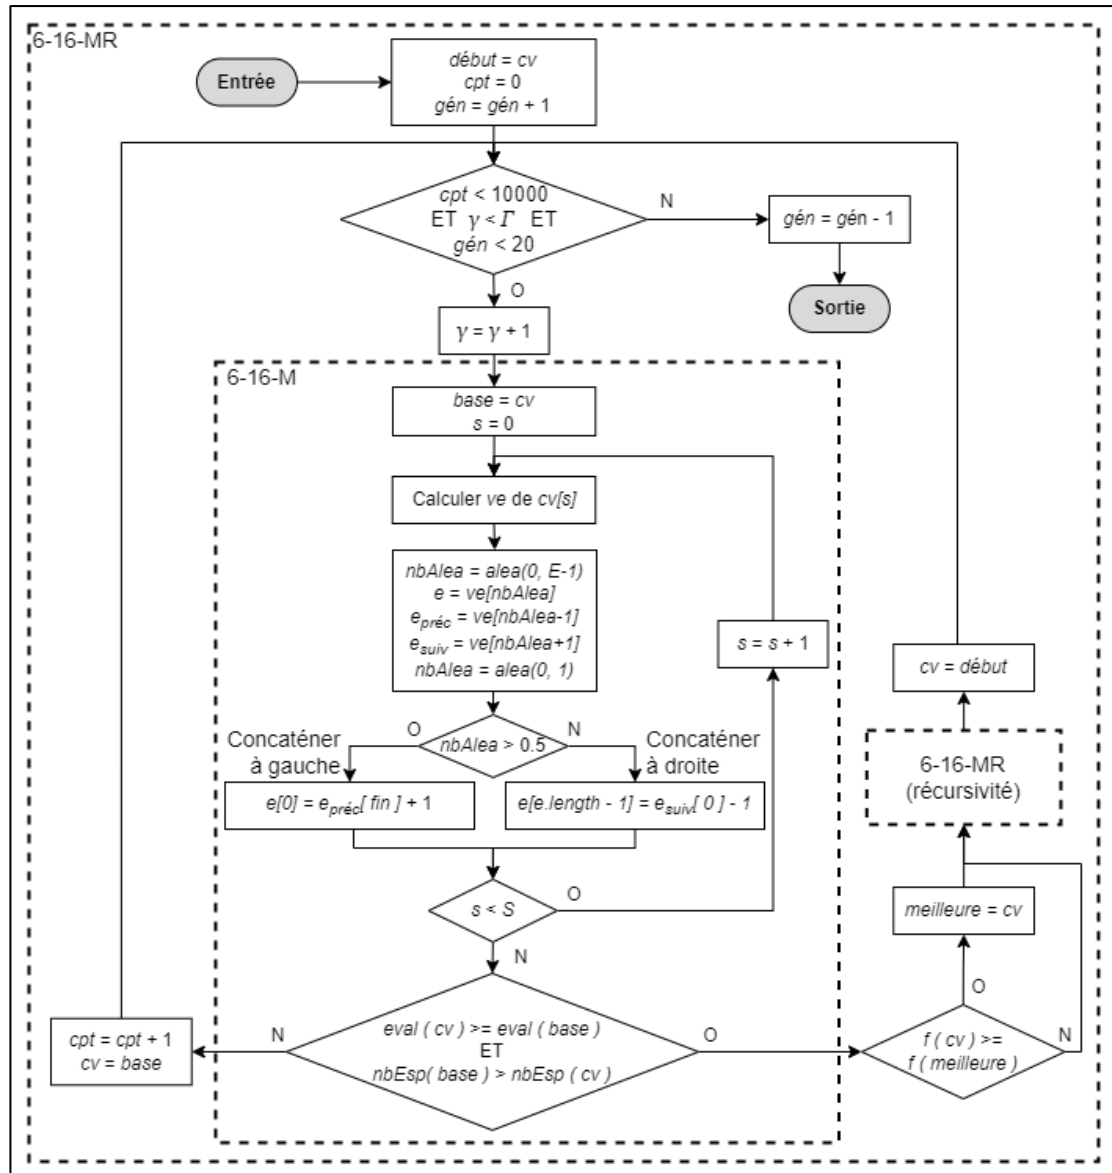 6-16-MR
Entrée
début = cv
cpt = 0
gén = gén + 1
cpt < 10000
ET γ < Γ ET
gén < 20
N
gén = gén - 1
Sortie
O
γ = γ + 1
6-16-M
base = cv
s = 0
Calculer ve de cv[s]
nbAlea = alea(0, E-1)
e = ve[nbAlea]
e_préc = ve[nbAlea-1]
e_suiv = ve[nbAlea+1]
nbAlea = alea(0, 1)
s = s + 1
cv = début
O
nbAlea > 0.5
N
Concaténer
à gauche
Concaténer
à droite
e[0] = e_préc[ fin ] + 1
e[e.length - 1] = e_suiv[ 0 ] - 1
6-16-MR
(récursivité)
s < S
O
N
meilleure = cv
O
eval ( cv ) >= eval ( base )
ET
nbEsp( base ) > nbEsp ( cv )
N
O
cpt = cpt + 1
cv = base
f ( cv ) >=
f ( meilleure )
N